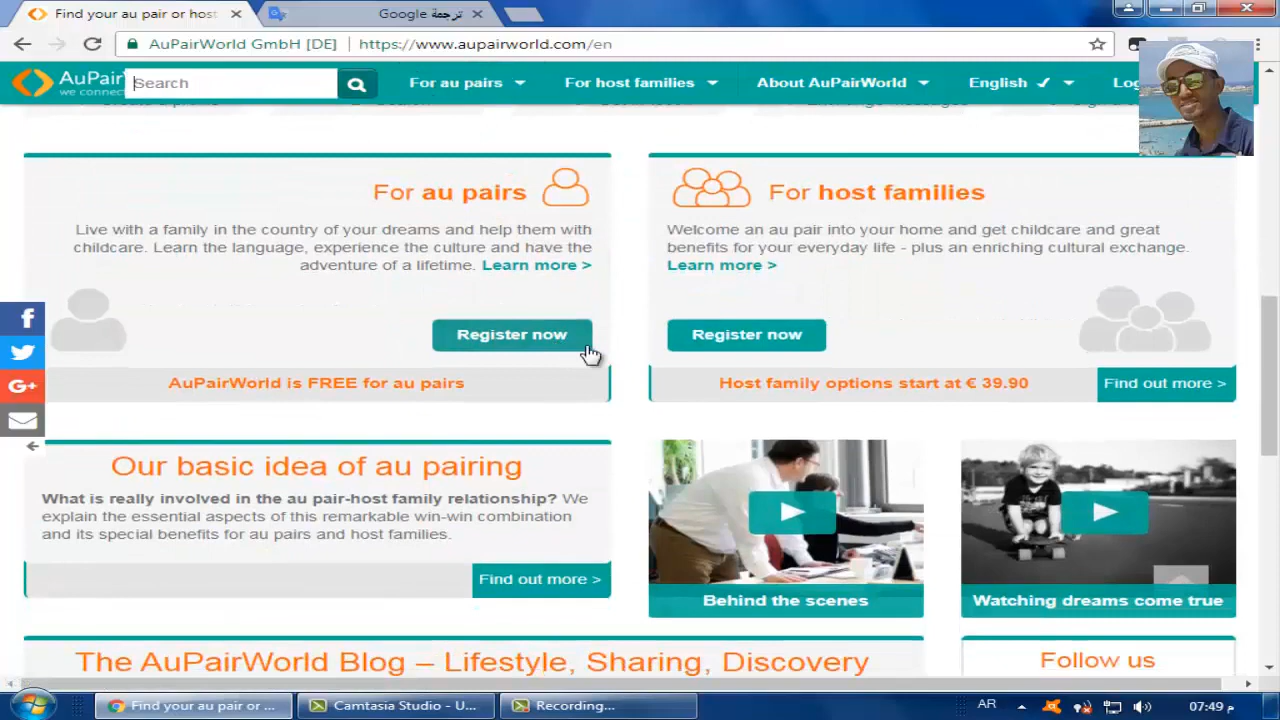 Find your au pair or host
ترجمة Google
AuPairWorld GmbH [DE]
https://www.aupairworld.com/en
AuPair
we connect
Search
For au pairs
For host families
About AuPairWorld
English
For au pairs
Live with a family in the country of your dreams and help them with
childcare. Learn the language, experience the culture and have the
adventure of a lifetime. Learn more >
Register now
AuPairWorld is FREE for au pairs
For host families
Welcome an au pair into your home and get childcare and great
benefits for your everyday life - plus an enriching cultural exchange.
Learn more >
Register now
Host family options start at € 39.90
Find out more >
Our basic idea of au pairing
What is really involved in the au pair-host family relationship? We
explain the essential aspects of this remarkable win-win combination
and its special benefits for au pairs and host families.
Find out more >
Behind the scenes
Watching dreams come true
The AuPairWorld Blog – Lifestyle, Sharing, Discovery
Follow us
Find your au pair or ...
Camtasia Studio - U...
Recording...
AR
07:49 م